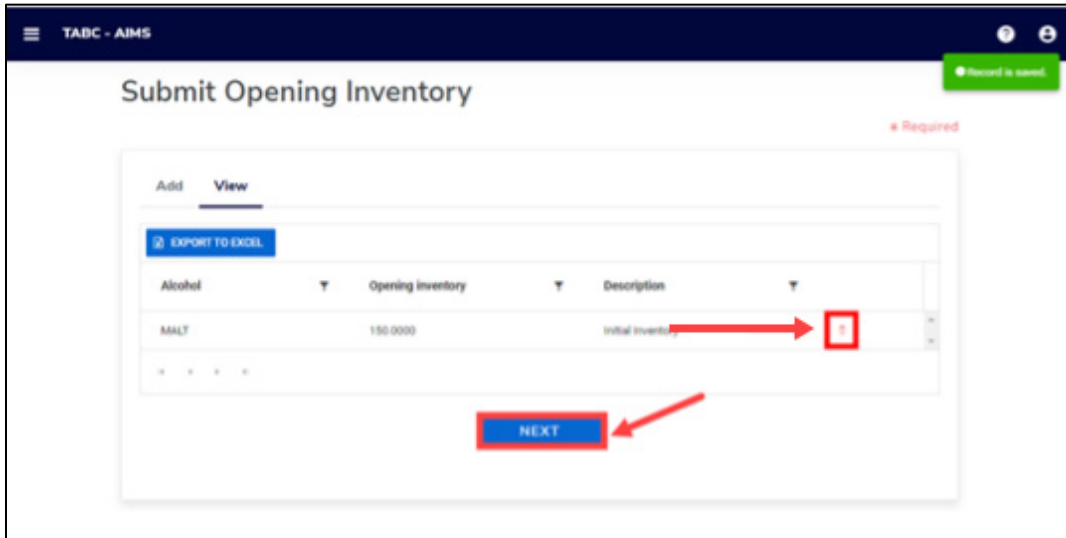 TABC - AIMS
Record is saved.
Submit Opening Inventory
* Required
Add View
EXPORT TO EXCEL
Alcohol Opening inventory Description
MALT 150.0000 Initial Inventory
NEXT